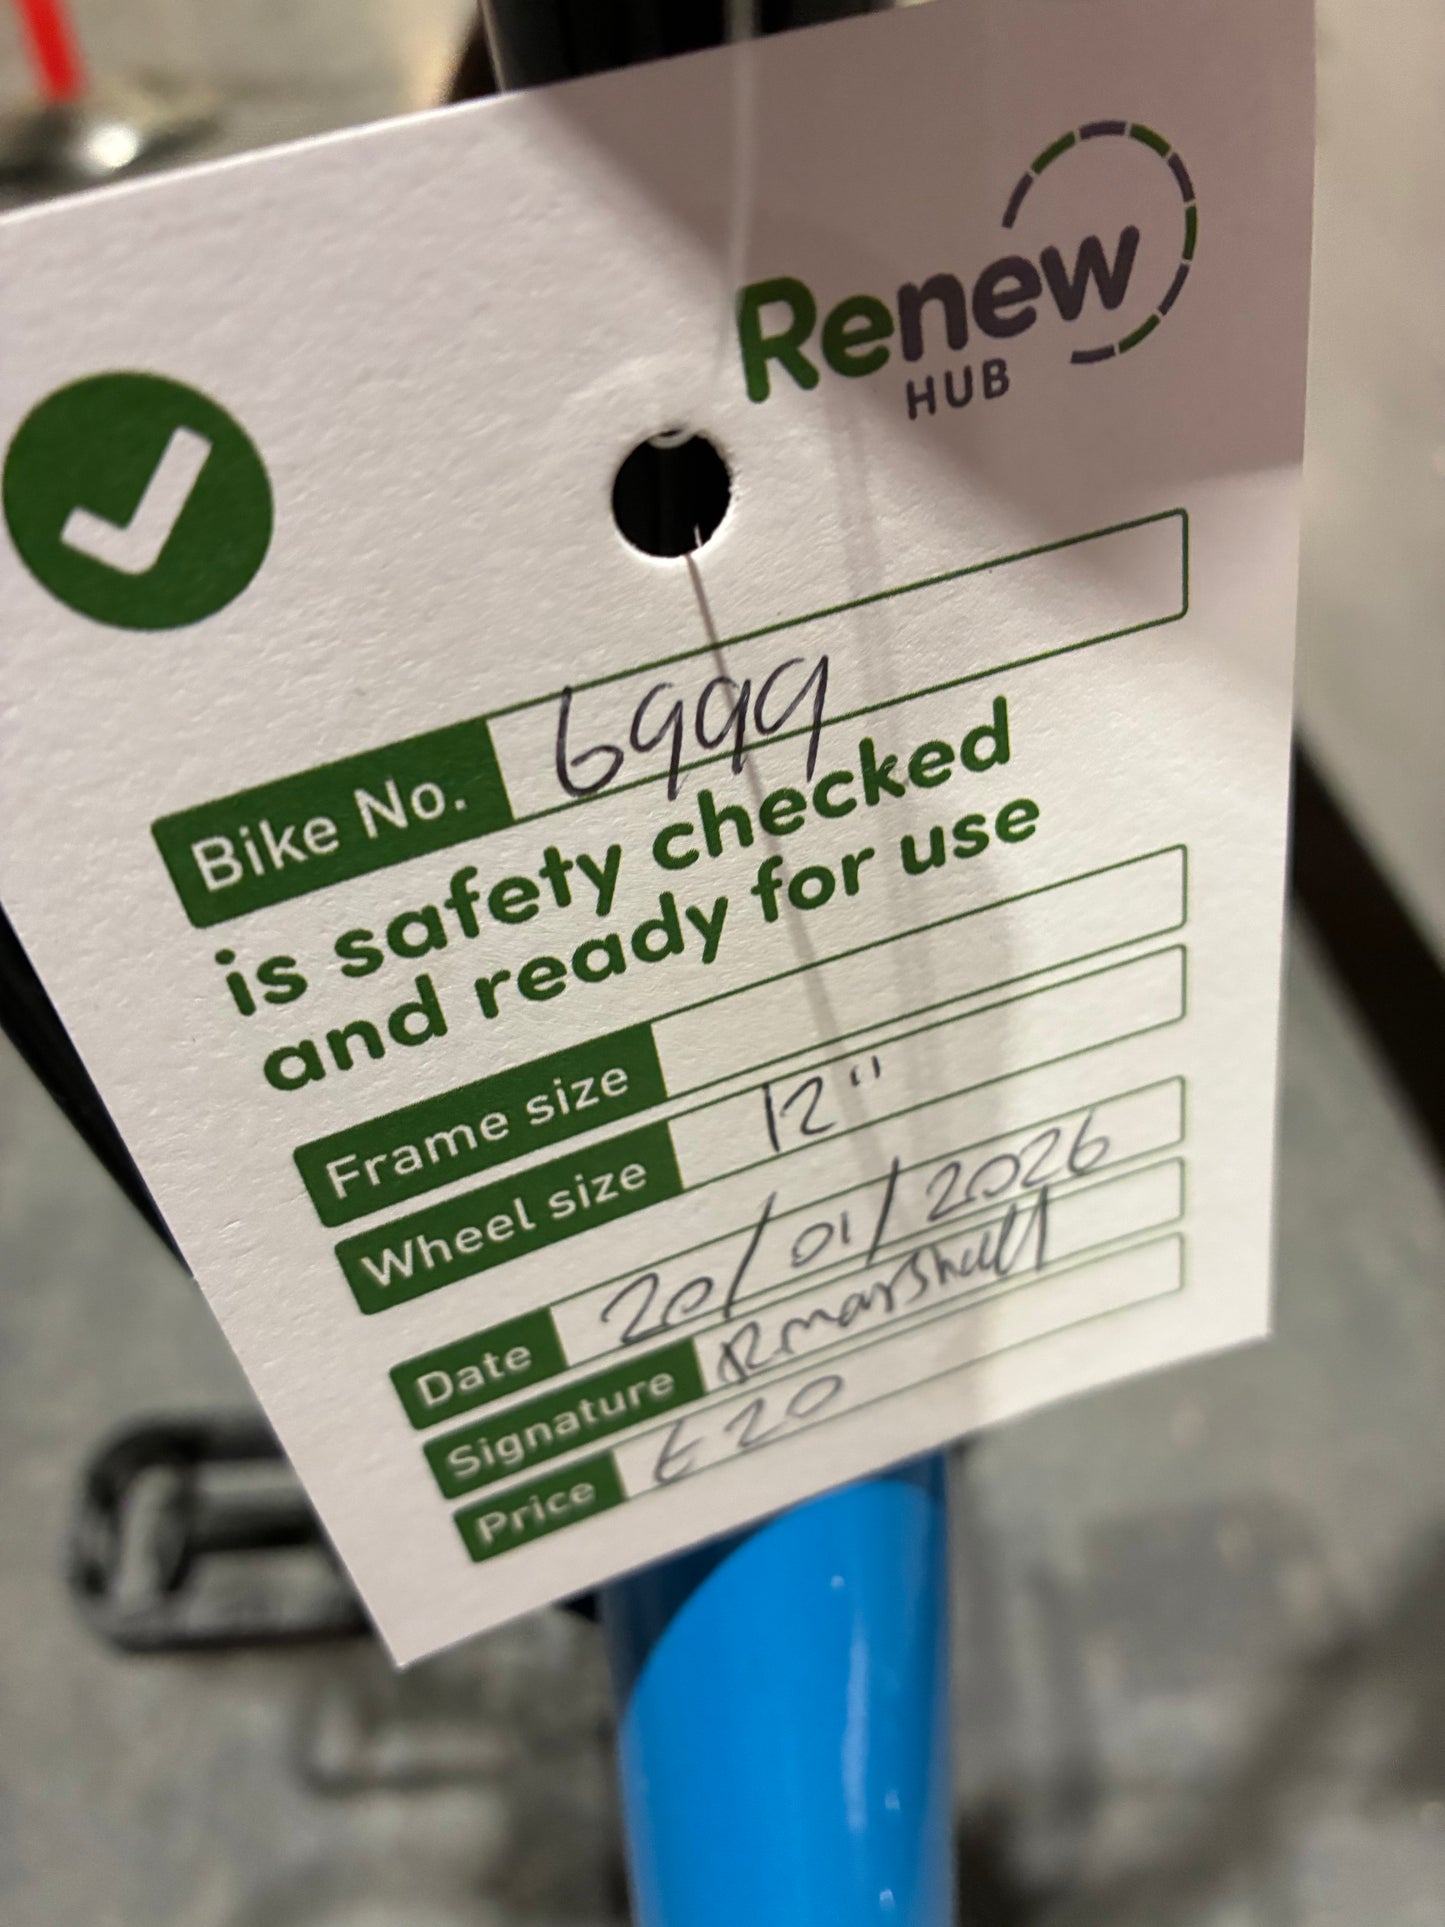 Renew
HUB
Bike No. 6999
is safety checked
and ready for use
Frame size
Wheel size 12"
Date 20/01/2026
Signature RMarshall
Price £20